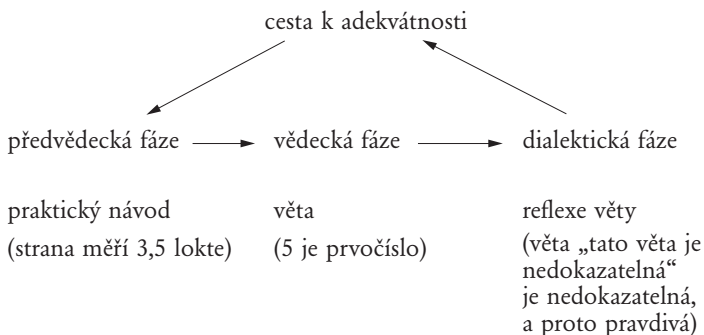 cesta k adekvátnosti
předvědecká fáze vědecká fáze dialektická fáze
praktický návod věta reflexe věty
(strana měří 3,5 lokte) (5 je prvočíslo) (věta „tato věta je
nedokazatelná“
je nedokazatelná,
a proto pravdivá)